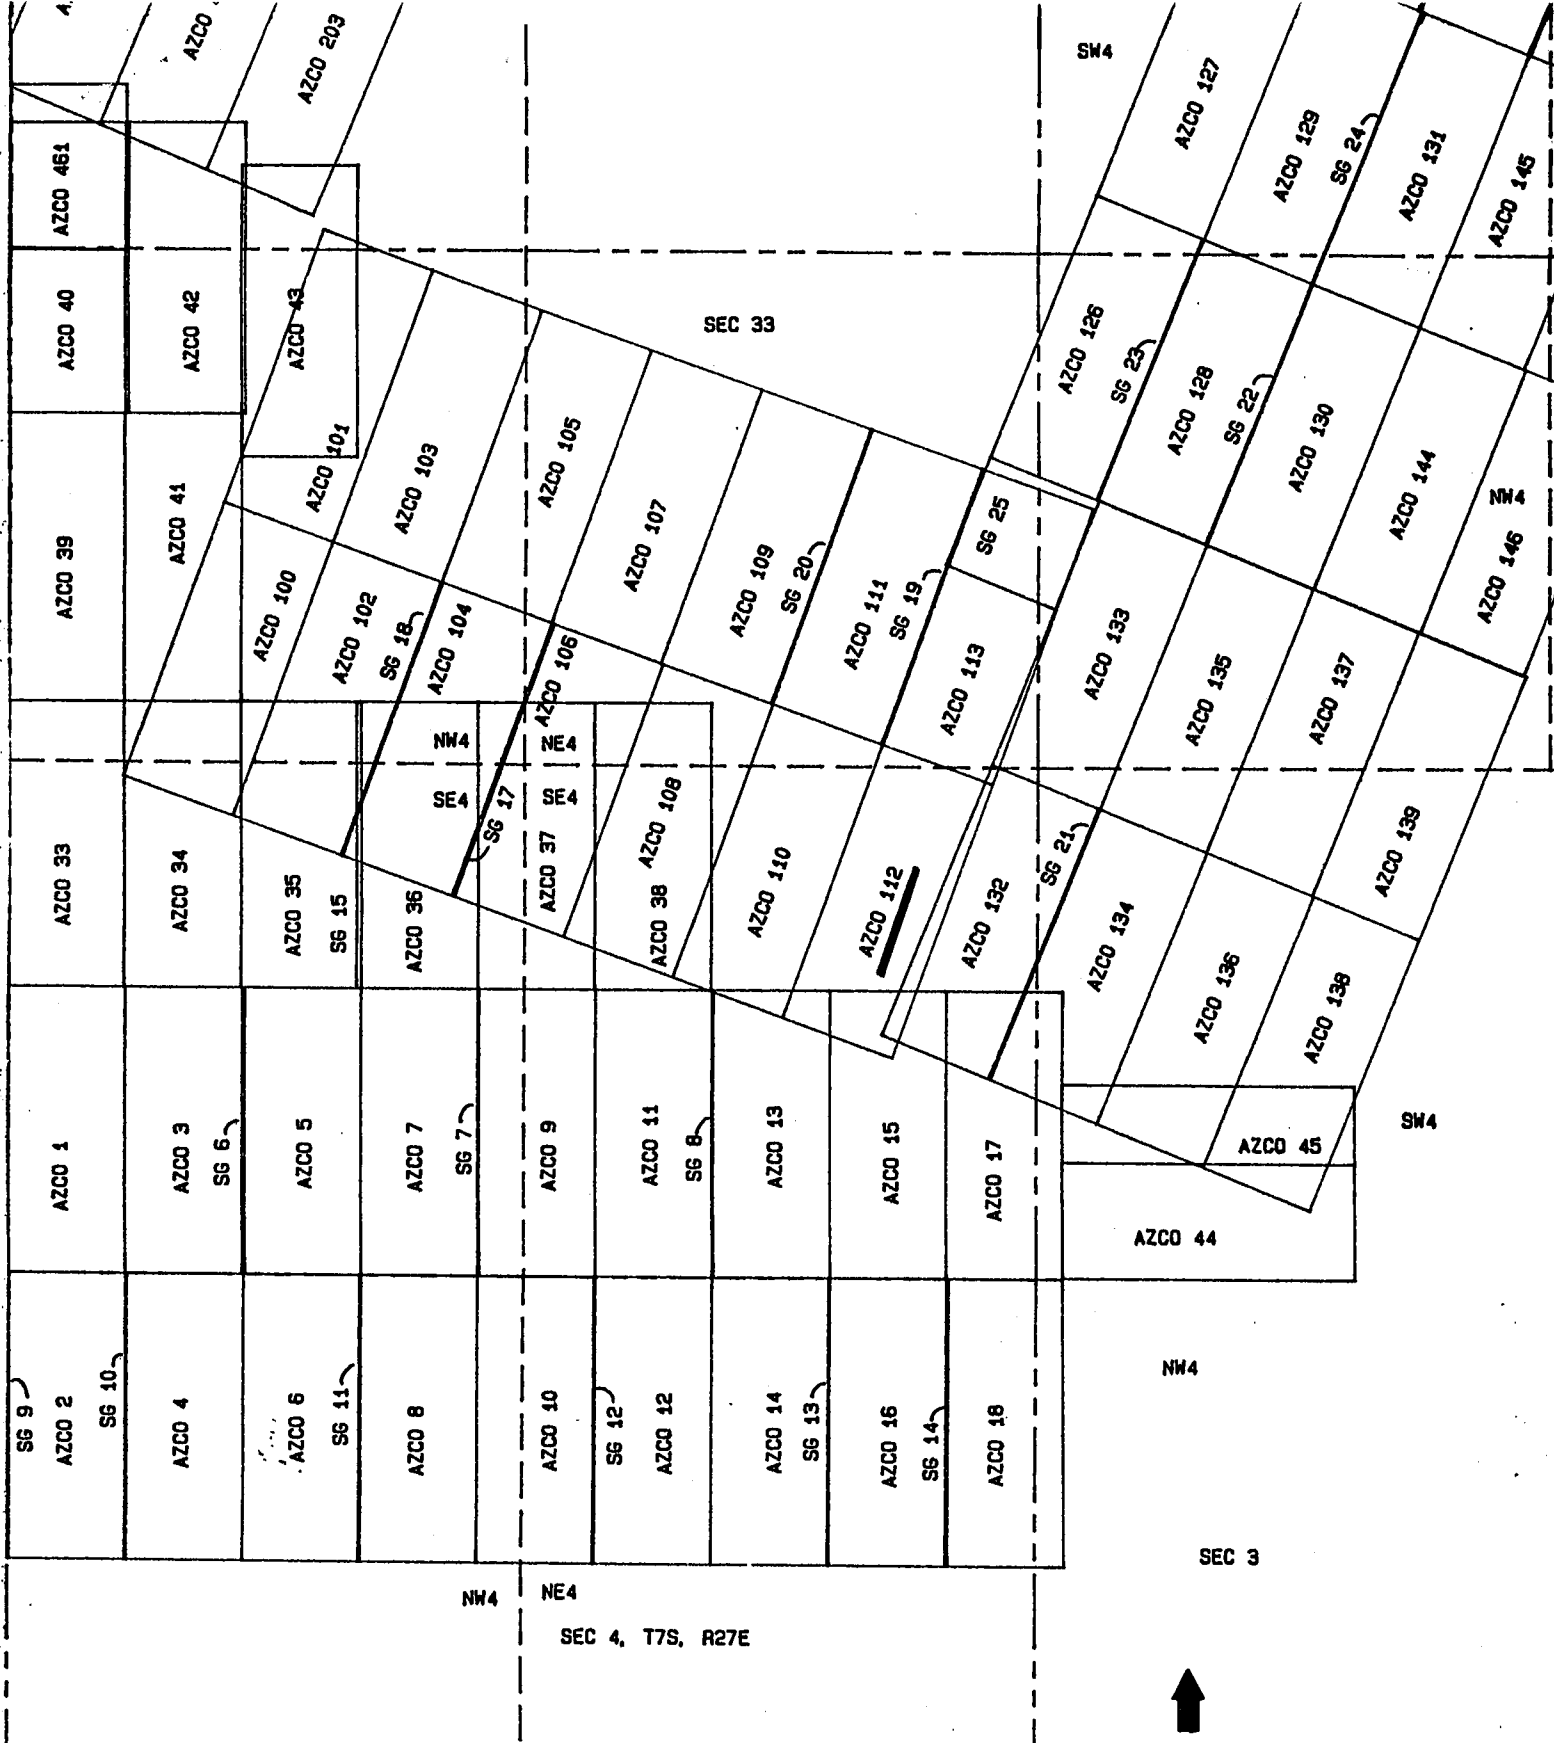 AZCO
AZCO 203
SW4
AZCO 127
AZCO 129
SG 24
AZCO 131
AZCO 145
AZCO 461
AZCO 40
AZCO 42
AZCO 43
SEC 33
AZCO 126
SG 23
AZCO 128
SG 22
AZCO 130
AZCO 144
NW4
AZCO 146
AZCO 39
AZCO 41
AZCO 101
AZCO 103
AZCO 105
AZCO 107
AZCO 109
SG 20
AZCO 111
SG 19
SG 25
AZCO 100
AZCO 102
SG 18
AZCO 104
AZCO 106
AZCO 113
AZCO 133
AZCO 135
AZCO 137
NW4
NE4
SE4
SE4
SG 17
AZCO 108
AZCO 139
AZCO 33
AZCO 34
AZCO 35
SG 15
AZCO 36
AZCO 37
AZCO 38
AZCO 110
AZCO 112
AZCO 132
SG 21
AZCO 134
AZCO 136
AZCO 138
AZCO 1
AZCO 3
SG 6
AZCO 5
AZCO 7
SG 7
AZCO 9
AZCO 11
SG 8
AZCO 13
AZCO 15
AZCO 17
AZCO 45
SW4
AZCO 44
SG 9
AZCO 2
SG 10
AZCO 4
AZCO 6
SG 11
AZCO 8
AZCO 10
SG 12
AZCO 12
AZCO 14
SG 13
AZCO 16
SG 14
AZCO 18
NW4
SEC 3
NW4
NE4
SEC 4, T7S, R27E